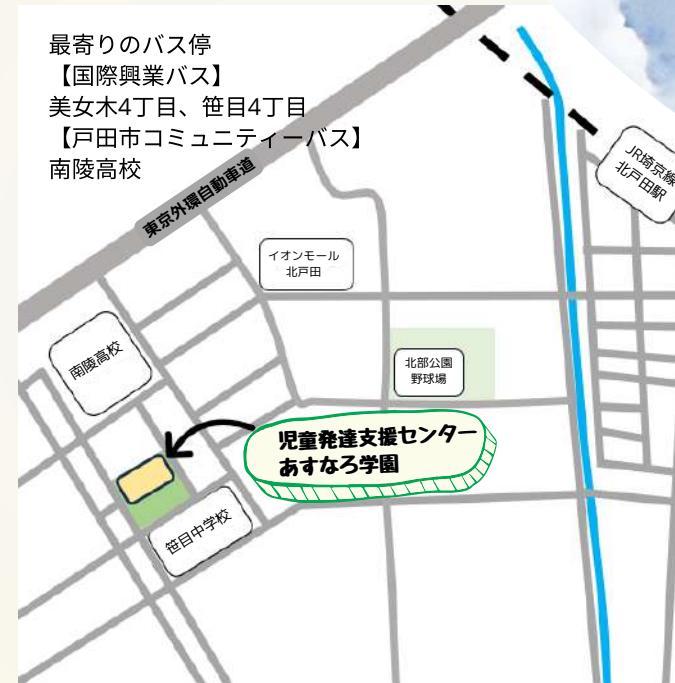 最寄りのバス停
【国際興業バス】
美女木4丁目、笹目4丁目
【戸田市コミュニティーバス】
南陵高校
東京外環自動車道
JR埼京線
北戸田駅
イオンモール
北戸田
南陵高校
北部公園
野球場
児童発達支援センター
あすなろ学園
笹目中学校